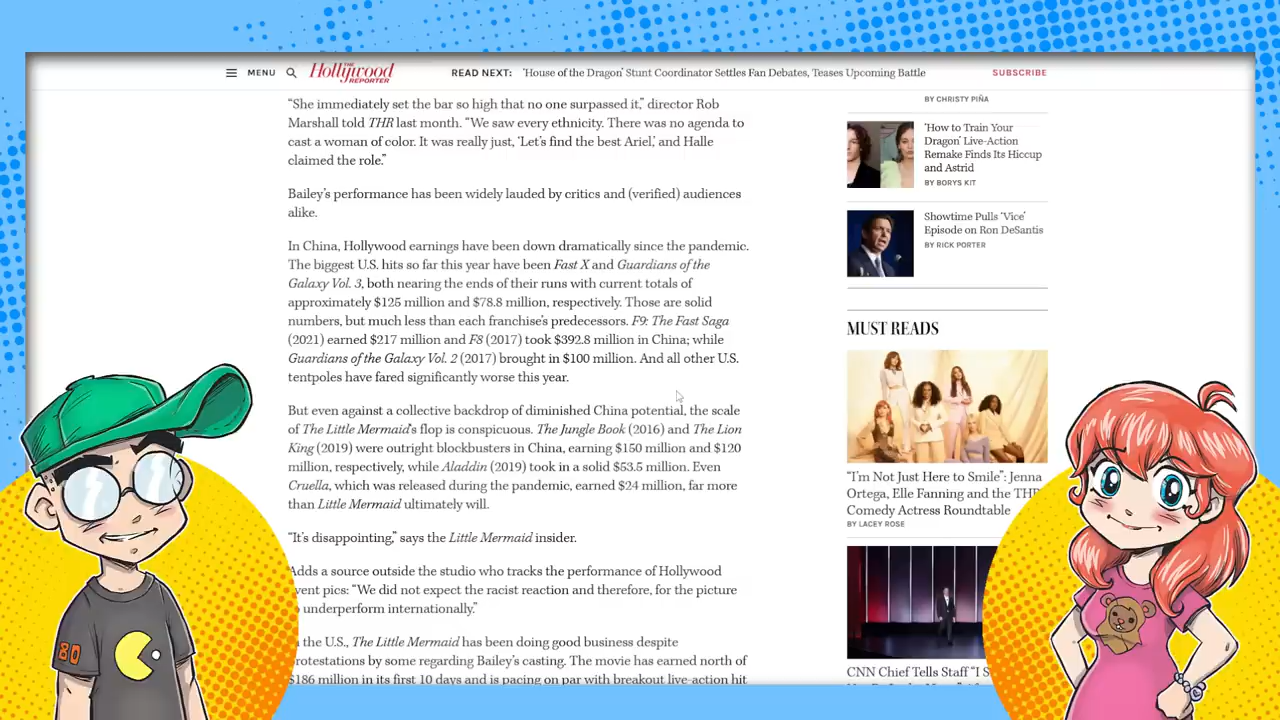 MENU
THE
Hollywood
REPORTER
READ NEXT: 'House of the Dragon' Stunt Coordinator Settles Fan Debates, Teases Upcoming Battle
SUBSCRIBE
“She immediately set the bar so high that no one surpassed it,” director Rob
Marshall told THR last month. “We saw every ethnicity. There was no agenda to
cast a woman of color. It was really just, ‘Let’s find the best Ariel,’ and Halle
claimed the role.”
Bailey’s performance has been widely lauded by critics and (verified) audiences
alike.
In China, Hollywood earnings have been down dramatically since the pandemic.
The biggest U.S. hits so far this year have been Fast X and Guardians of the
Galaxy Vol. 3, both nearing the ends of their runs with current totals of
approximately $125 million and $78.8 million, respectively. Those are solid
numbers, but much less than each franchise’s predecessors. F9: The Fast Saga
(2021) earned $217 million and F8 (2017) took $392.8 million in China; while
Guardians of the Galaxy Vol. 2 (2017) brought in $100 million. And all other U.S.
tentpoles have fared significantly worse this year.
But even against a collective backdrop of diminished China potential, the scale
of The Little Mermaid’s flop is conspicuous. The Jungle Book (2016) and The Lion
King (2019) were outright blockbusters in China, earning $150 million and $120
million, respectively, while Aladdin (2019) took in a solid $53.5 million. Even
Cruella, which was released during the pandemic, earned $24 million, far more
than Little Mermaid ultimately will.
“It’s disappointing,” says the Little Mermaid insider.
Adds a source outside the studio who tracks the performance of Hollywood
vent pics: “We did not expect the racist reaction and therefore, for the picture
underperform internationally.”
the U.S., The Little Mermaid has been doing good business despite
rotestations by some regarding Bailey’s casting. The movie has earned north of
$186 million in its first 10 days and is pacing on par with breakout live-action hit
BY CHRISTY PIÑA
‘How to Train Your
Dragon’ Live-Action
Remake Finds Its Hiccup
and Astrid
BY BORYS KIT
Showtime Pulls ‘Vice’
Episode on Ron DeSantis
BY RICK PORTER
MUST READS
“I’m Not Just Here to Smile”: Jenna
Ortega, Elle Fanning and the THR
Comedy Actress Roundtable
BY LACEY ROSE
CNN Chief Tells Staff “I S
80